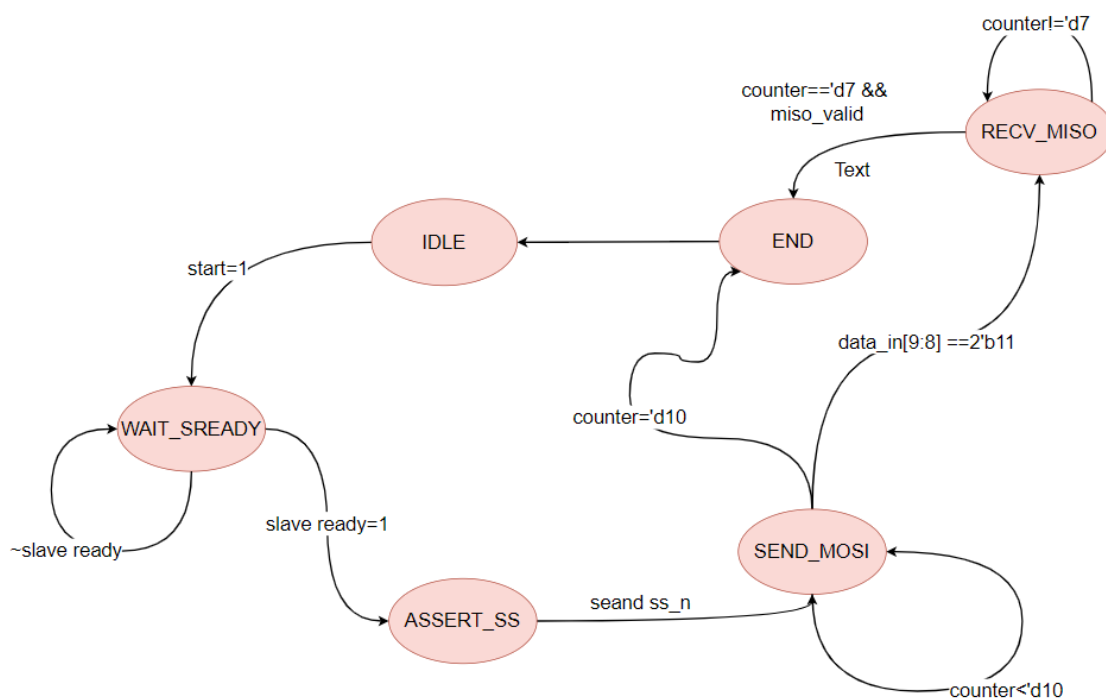 counter!='d7
counter=='d7 &&
miso_valid
RECV_MISO
Text
IDLE
END
start=1
data_in[9:8] ==2'b11
counter='d10
WAIT_SREADY
slave ready=1
~slave ready
SEND_MOSI
seand ss_n
ASSERT_SS
counter<'d10